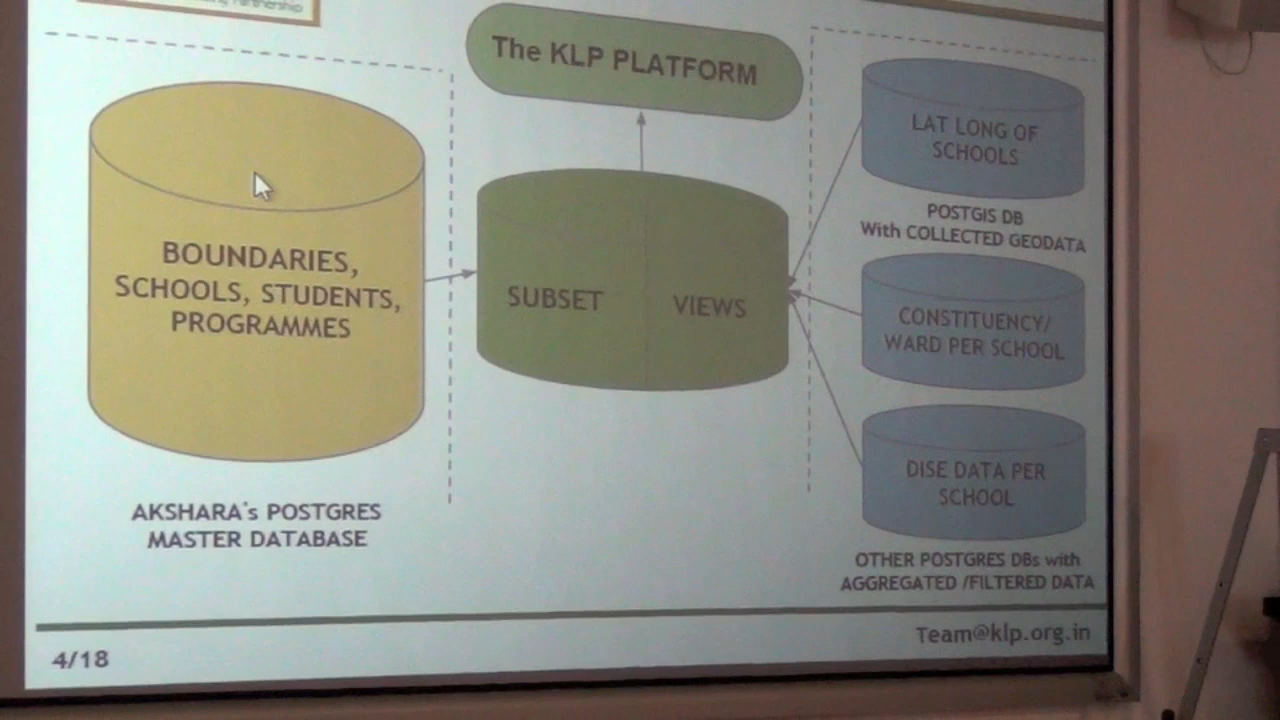 Partnership
The KLP PLATFORM
BOUNDARIES,
SCHOOLS, STUDENTS,
PROGRAMMES
AKSHARA's POSTGRES
MASTER DATABASE
SUBSET
VIEWS
LAT LONG OF
SCHOOLS
POSTGIS DB
With COLLECTED GEODATA
CONSTITUENCY/
WARD PER SCHOOL
DISE DATA PER
SCHOOL
OTHER POSTGRES DBs with
AGGREGATED /FILTERED DATA
Team@klp.org.in
4/18